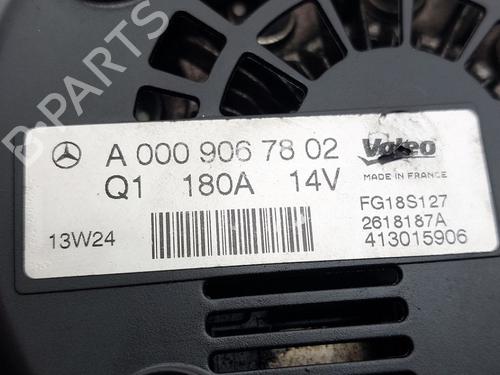 B-PARTS
A 000 906 78 02
Valeo
Q1 180A 14V
MADE IN FRANCE
FG18S127
13W24
2618187A
413015906